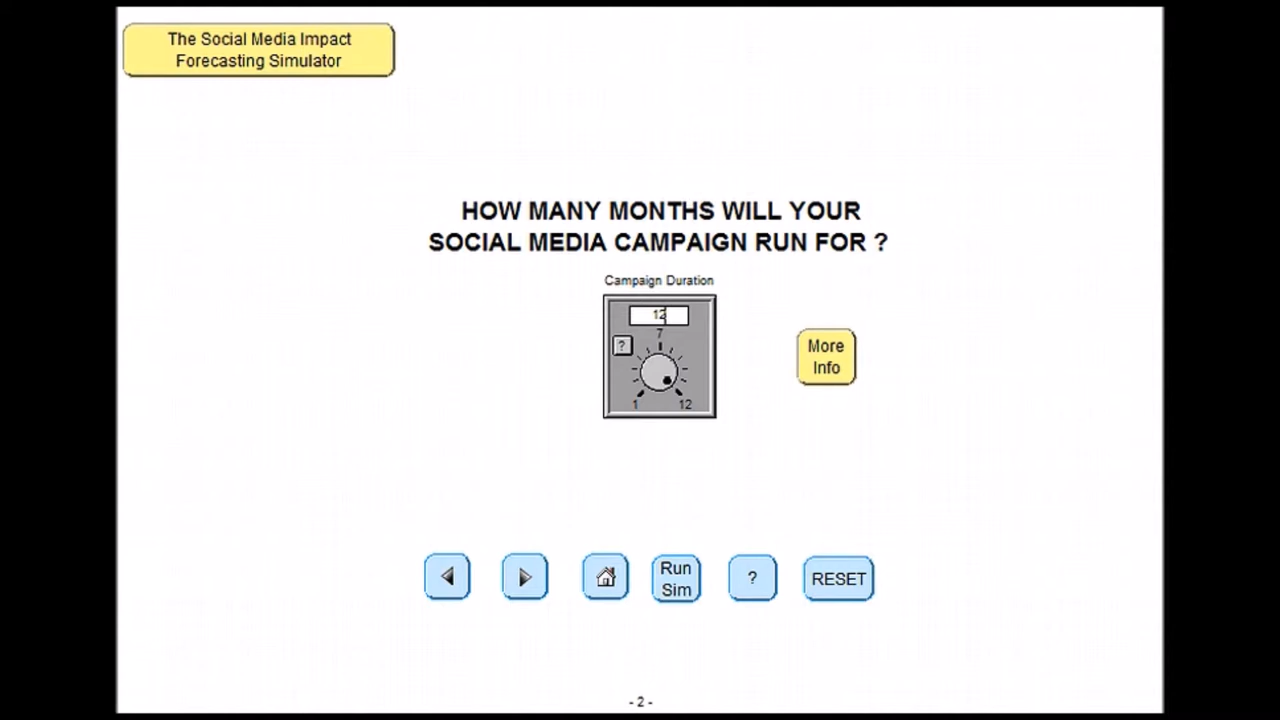 The Social Media Impact
Forecasting Simulator
HOW MANY MONTHS WILL YOUR
SOCIAL MEDIA CAMPAIGN RUN FOR ?
Campaign Duration
12
7
?
1 12
More
Info
Run
Sim
?
RESET
- 2 -